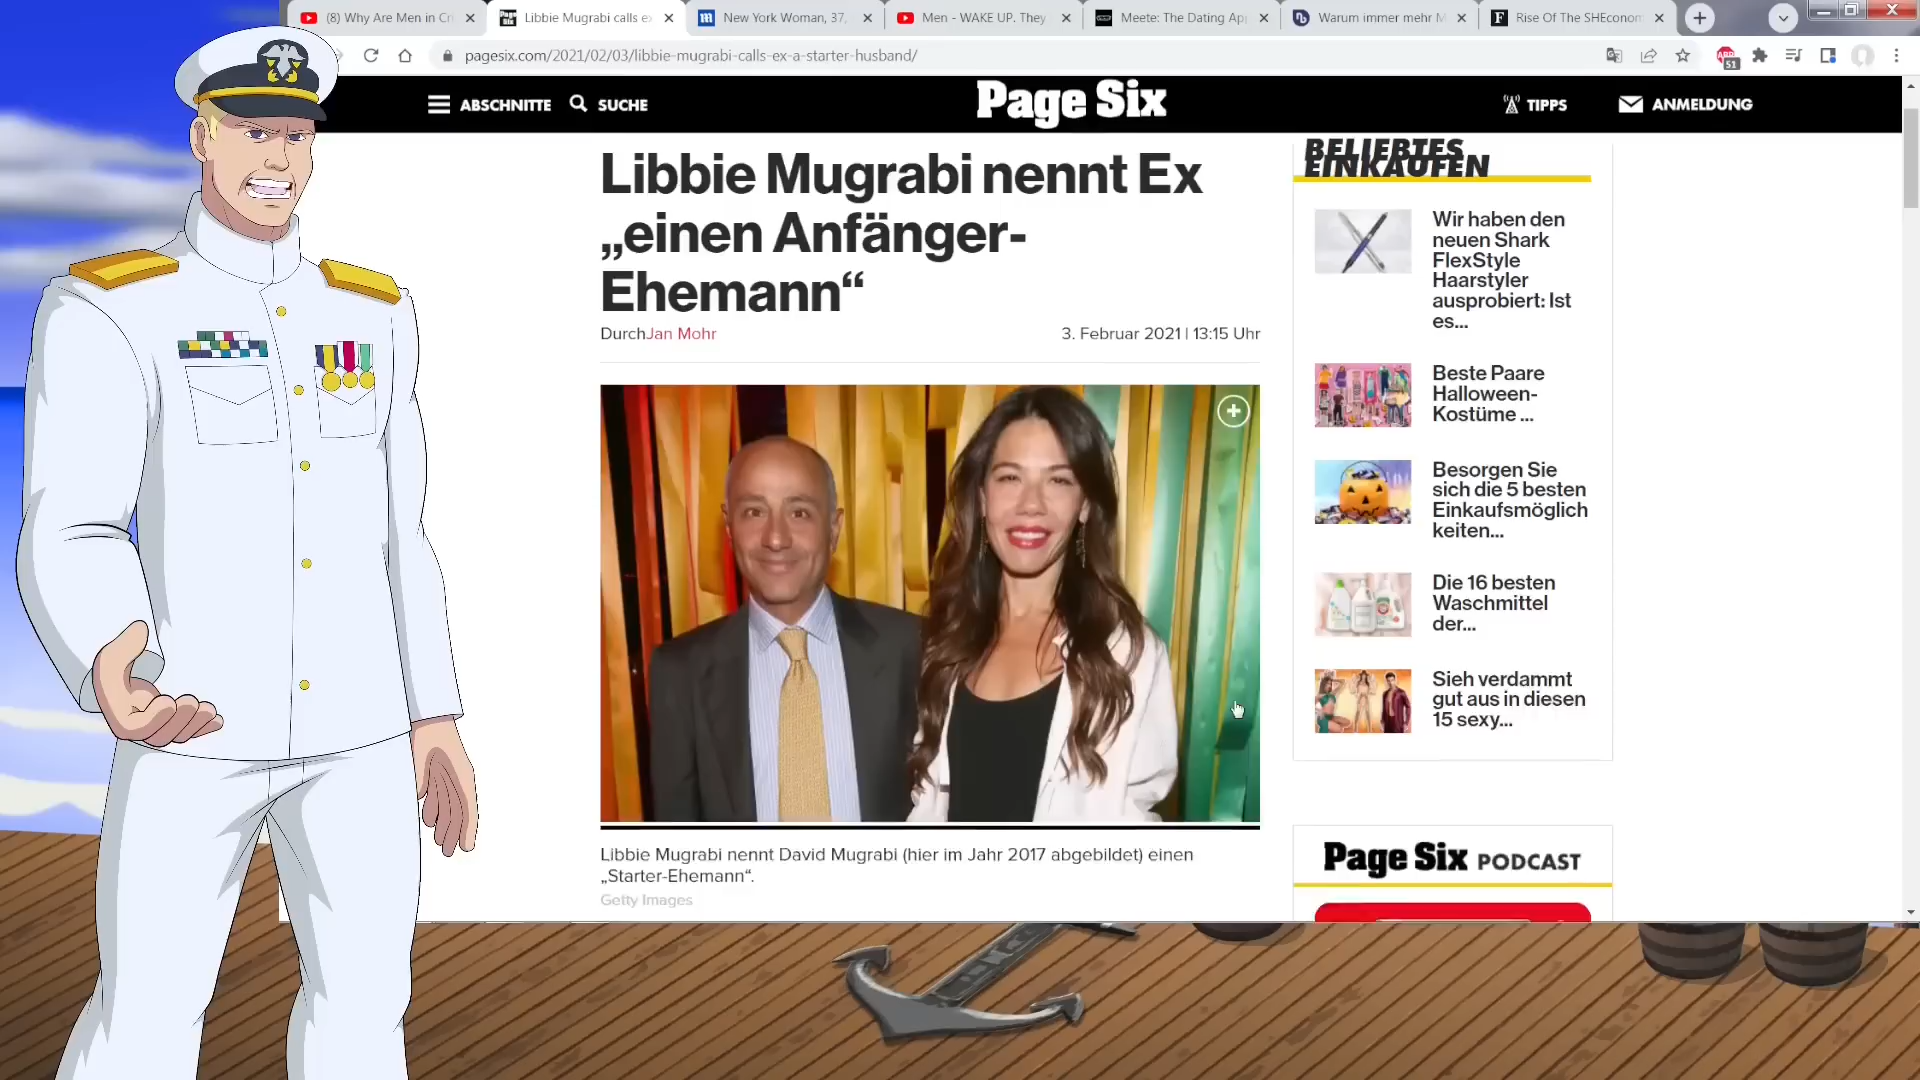 (8) Why Are Men in Cr
Libbie Mugrabi calls ex
New York Woman, 37,
Men - WAKE UP. They
Meete: The Dating App
Warum immer mehr M
Rise Of The SHEconom
pagesix.com/2021/02/03/libbie-mugrabi-calls-ex-a-starter-husband/
51
ABSCHNITTE
SUCHE
Page Six
TIPPS
ANMELDUNG
Libbie Mugrabi nennt Ex
„einen Anfänger-
Ehemann“
DurchJan Mohr
3. Februar 2021 | 13:15 Uhr
Libbie Mugrabi nennt David Mugrabi (hier im Jahr 2017 abgebildet) einen
„Starter-Ehemann“.
Getty Images
BELIEBTES
EINKAUFEN
Wir haben den
neuen Shark
FlexStyle
Haarstyler
ausprobiert: Ist
es...
Beste Paare
Halloween-
Kostüme ...
Besorgen Sie
sich die 5 besten
Einkaufsmöglich
keiten...
Die 16 besten
Waschmittel
der...
Sieh verdammt
gut aus in diesen
15 sexy...
Page Six PODCAST